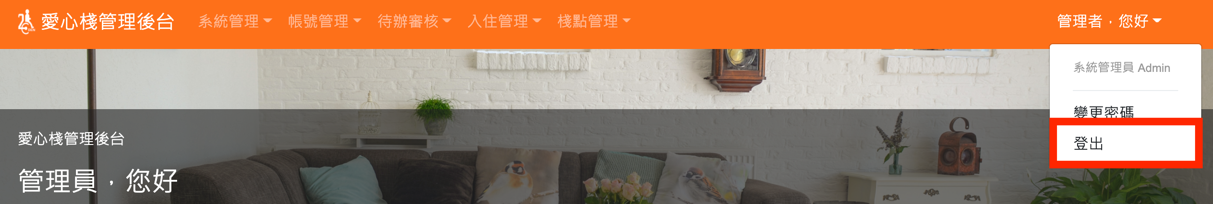 愛心棧管理後台 系統管理 帳號管理 待辦審核 入住管理 棧點管理 管理者，您好
系統管理員 Admin
變更密碼
登出
愛心棧管理後台
管理員，您好